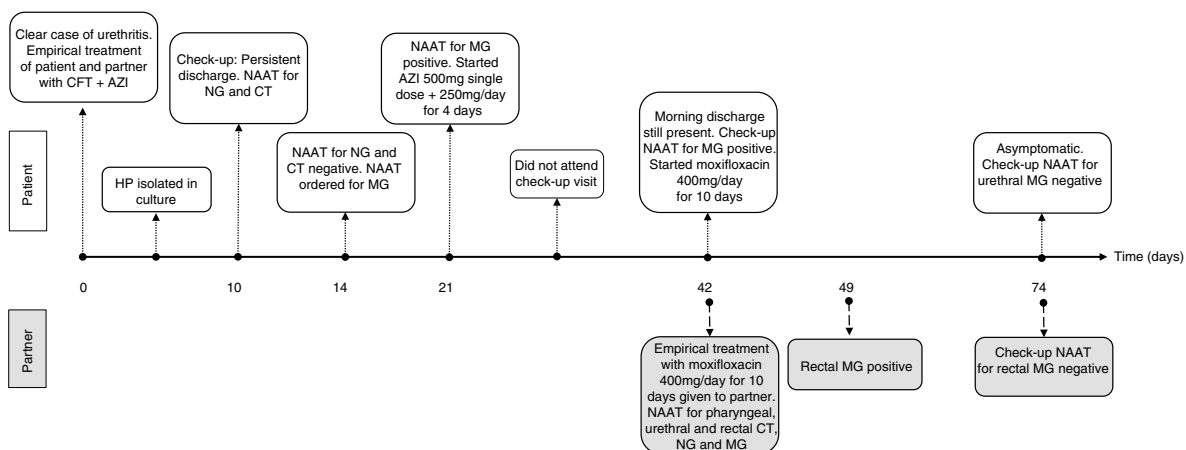 Clear case of urethritis.
Empirical treatment
of patient and partner
with CFT + AZI
Check-up: Persistent
discharge. NAAT for
NG and CT
NAAT for MG
positive. Started
AZI 500mg single
dose + 250mg/day
for 4 days
Morning discharge
still present. Check-up
NAAT for MG positive.
Started moxifloxacin
400mg/day
for 10 days
Asymptomatic.
Check-up NAAT for
urethral MG negative
Patient
HP isolated in
culture
NAAT for NG and
CT negative. NAAT
ordered for MG
Did not attend
check-up visit
Time (days)
0
10
14
21
42
49
74
Partner
Empirical treatment
with moxifloxacin
400mg/day for 10
days given to partner.
NAAT for pharyngeal,
urethral and rectal CT,
NG and MG
Rectal MG positive
Check-up NAAT
for rectal MG negative